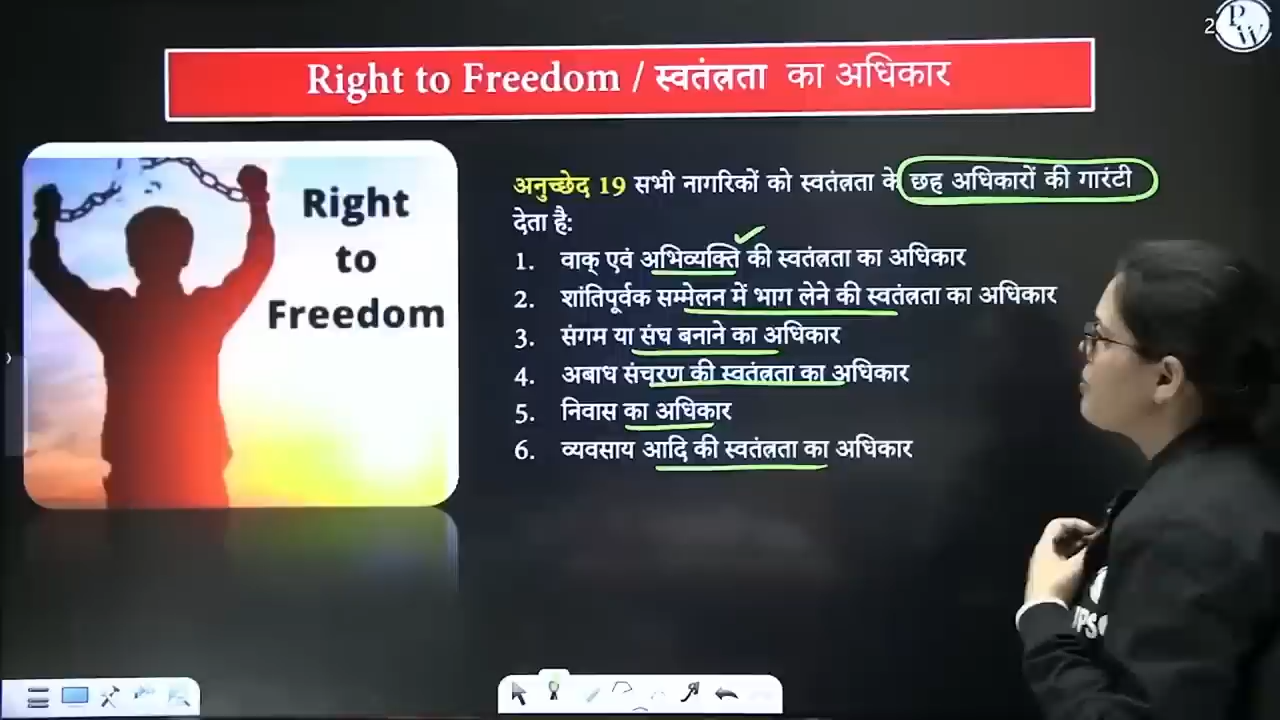 PW
2
Right to Freedom / स्वतंत्रता का अधिकार
Right
to
Freedom
अनुच्छेद 19 सभी नागरिकों को स्वतंत्रता के छह अधिकारों की गारंटी
देता है:
1. वाक् एवं अभिव्यक्ति की स्वतंत्रता का अधिकार
2. शांतिपूर्वक सम्मेलन में भाग लेने की स्वतंत्रता का अधिकार
3. संगम या संघ बनाने का अधिकार
4. अबाध संचरण की स्वतंत्रता का अधिकार
5. निवास का अधिकार
6. व्यवसाय आदि की स्वतंत्रता का अधिकार